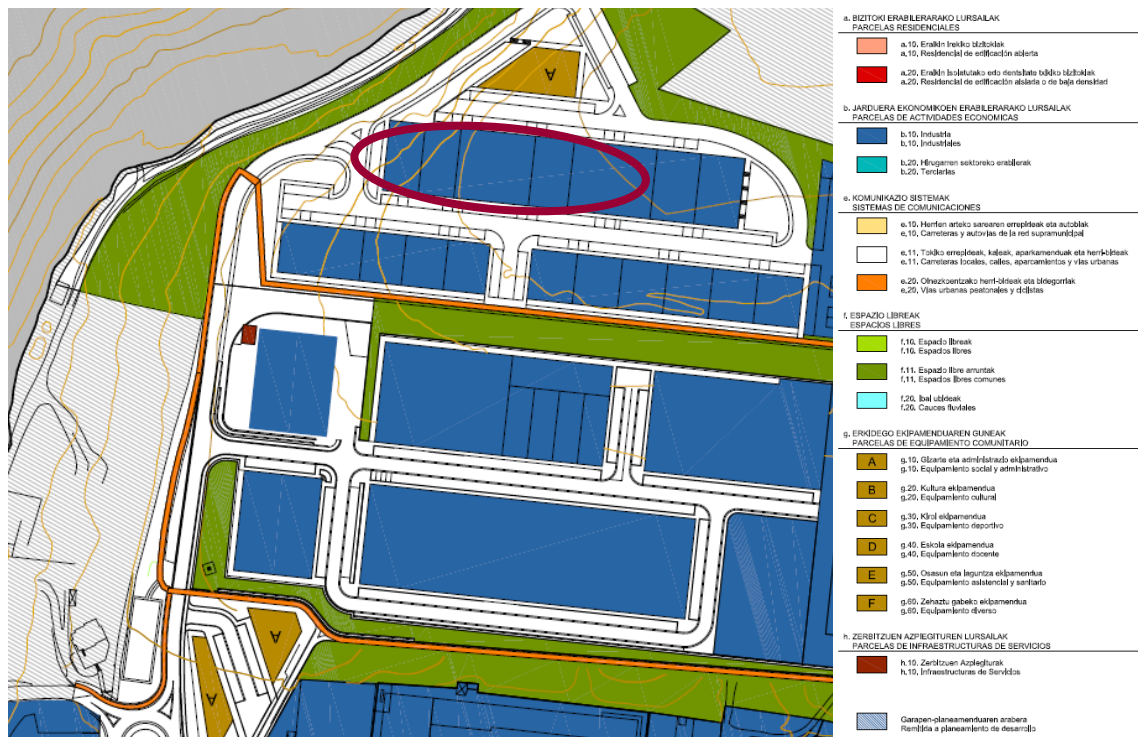 A
A
A
a. BIZITOKI ERABILERARAKO LURSAILAK
PARCELAS RESIDENCIALES
a.10. Eraikin irekiko bizitokiak
a.10. Residencial de edificación abierta
a.20. Eraikin isolatutako edo dentsitate txikiko bizitokiak
a.20. Residencial de edificación aislada o de baja densidad
b. JARDUERA EKONOMIKOEN ERABILERARAKO LURSAILAK
PARCELAS DE ACTIVIDADES ECONOMICAS
b.10. Industria
b.10. Industriales
b.20. Hirugarren sektoreko erabilerak
b.20. Terciarias
e. KOMUNIKAZIO SISTEMAK
SISTEMAS DE COMUNICACIONES
e.10. Herrien arteko sarearen errepideak eta autobiak
e.10. Carreteras y autovias de la red supramunicipal
e.11. Tokiko errepideak, kaleak, aparkamenduak eta herri-bideak
e.11. Carreteras locales, calles, aparcamientos y vías urbanas
e.20. Oinezkoentzako herri-bideak eta bidegorriak
e.20. Vías urbanas peatonales y ciclistas
f. ESPAZIO LIBREAK
ESPACIOS LIBRES
f.10. Espazio libreak
f.10. Espacios libres
f.11. Espazio libre arruntak
f.11. Espacios libres comunes
f.20. Ibai ubideak
f.20. Cauces fluviales
g. ERKIDEGO EKIPAMENDUAREN GUNEAK
PARCELAS DE EQUIPAMIENTO COMUNITARIO
A
g.10. Gizarte eta administrazio ekipamendua
g.10. Equipamiento social y administrativo
B
g.20. Kultura ekipamendua
g.20. Equipamiento cultural
C
g.30. Kirol ekipamendua
g.30. Equipamiento deportivo
D
g.40. Eskola ekipamendua
g.40. Equipamiento docente
E
g.50. Osasun eta laguntza ekipamendua
g.50. Equipamiento asistencial y sanitario
F
g.60. Zehaztu gabeko ekipamendua
g.60. Equipamiento diverso
h. ZERBITZUEN AZPIEGITUREN LURSAILAK
PARCELAS DE INFRAESTRUCTURAS DE SERVICIOS
h.10. Zerbitzuen Azpiegiturak
h.10. Infraestructuras de Servicios
Garapen-planeamenduaren arabera
Remitida a planeamiento de desarrollo